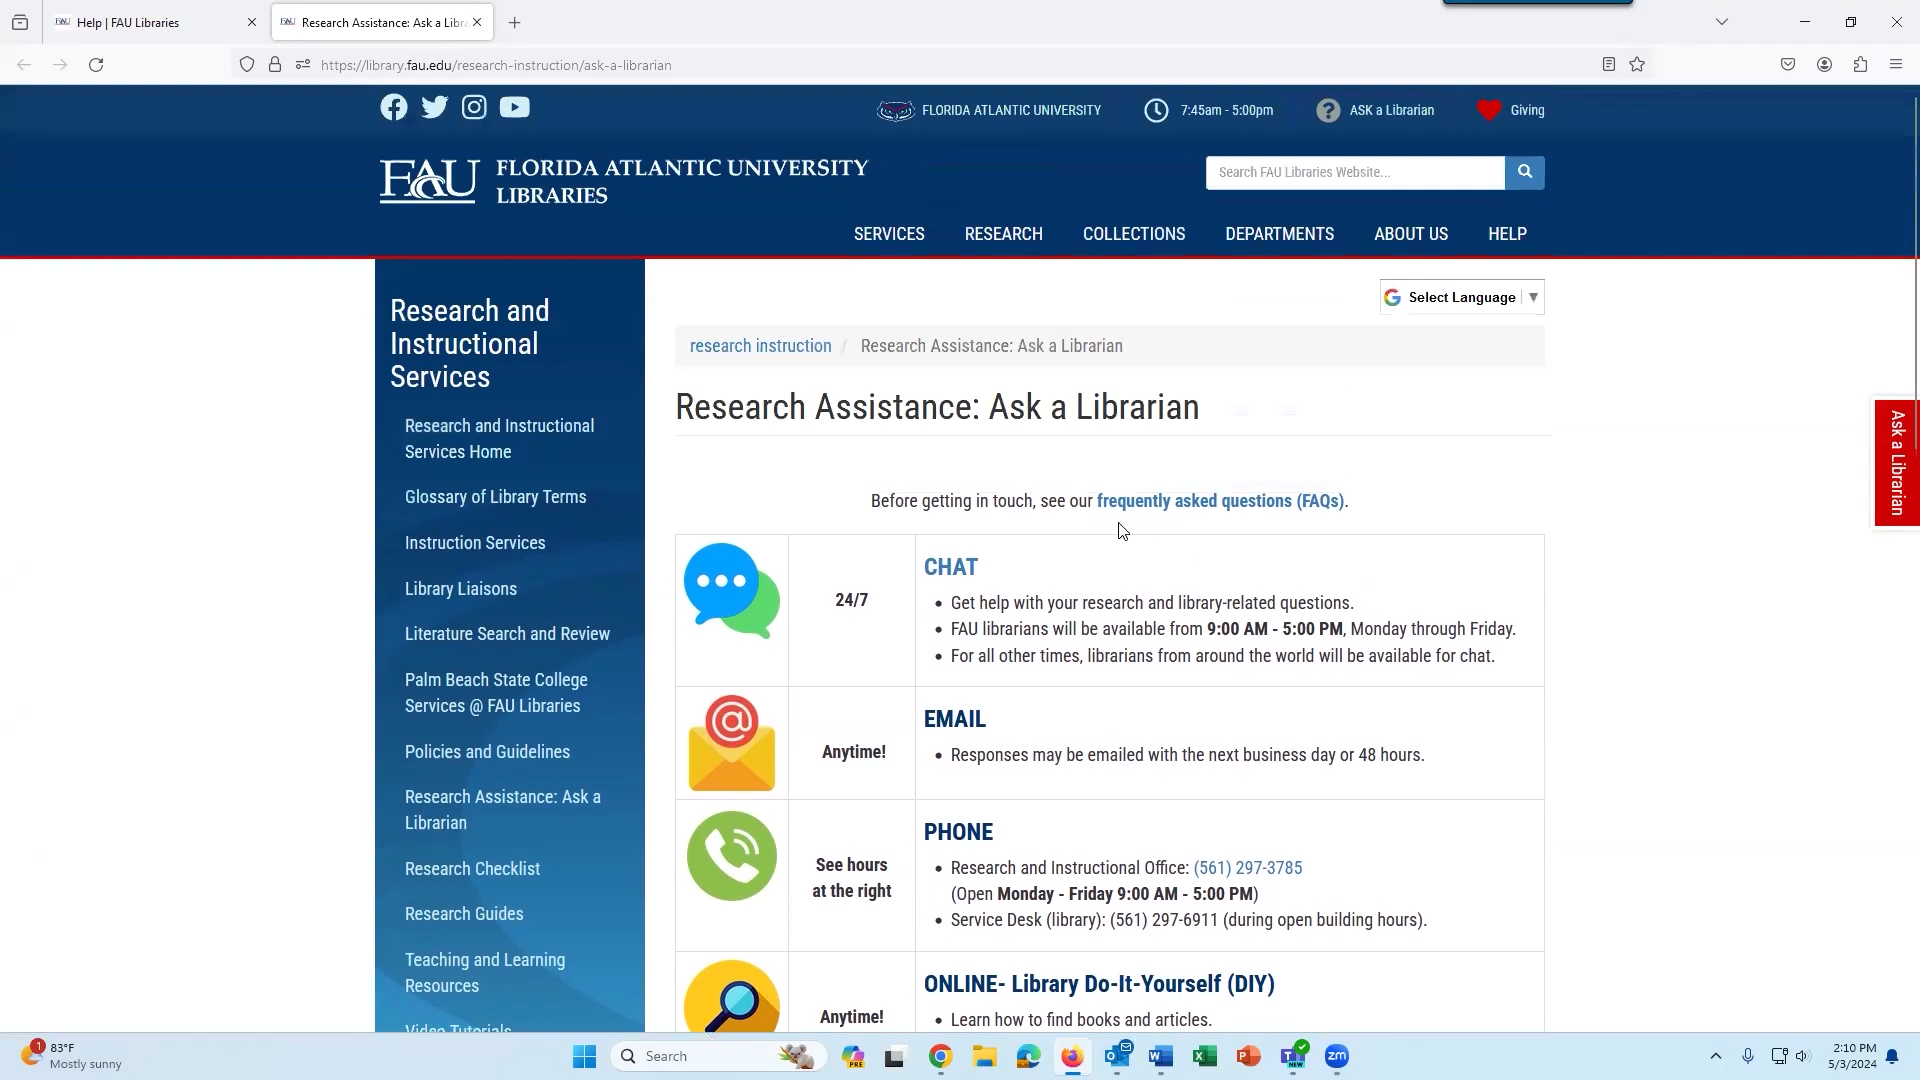 Help | FAU Libraries
Research Assistance: Ask a Libr
https://library.fau.edu/research-instruction/ask-a-librarian
FLORIDA ATLANTIC UNIVERSITY
7:45am - 5:00pm
ASK a Librarian
Giving
FAU
FLORIDA ATLANTIC UNIVERSITY
LIBRARIES
Search FAU Libraries Website...
SERVICES
RESEARCH
COLLECTIONS
DEPARTMENTS
ABOUT US
HELP
Research and
Instructional
Services
Research and Instructional
Services Home
Glossary of Library Terms
Instruction Services
Library Liaisons
Literature Search and Review
Palm Beach State College
Services @ FAU Libraries
Policies and Guidelines
Research Assistance: Ask a
Librarian
Research Checklist
Research Guides
Teaching and Learning
Resources
Video Tutorials
Select Language ▼
research instruction / Research Assistance: Ask a Librarian
Research Assistance: Ask a Librarian
Before getting in touch, see our frequently asked questions (FAQs).
24/7
CHAT
• Get help with your research and library-related questions.
• FAU librarians will be available from 9:00 AM - 5:00 PM, Monday through Friday.
• For all other times, librarians from around the world will be available for chat.
Anytime!
EMAIL
• Responses may be emailed with the next business day or 48 hours.
See hours
at the right
PHONE
• Research and Instructional Office: (561) 297-3785
(Open Monday - Friday 9:00 AM - 5:00 PM)
• Service Desk (library): (561) 297-6911 (during open building hours).
Anytime!
ONLINE- Library Do-It-Yourself (DIY)
• Learn how to find books and articles.
Ask a Librarian
1
83°F
Mostly sunny
Search
PRE
NEW
zm
2:10 PM
5/3/2024